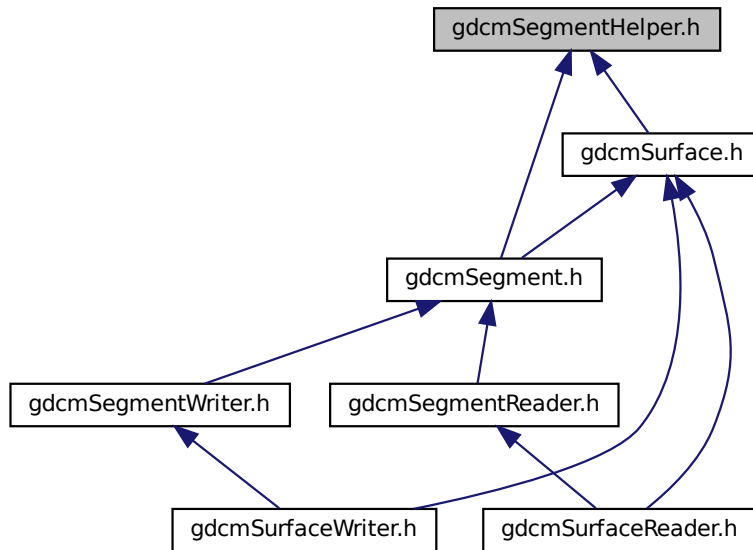 gdcmSegmentHelper.h
gdcmSurface.h
gdcmSegment.h
gdcmSegmentWriter.h
gdcmSegmentReader.h
gdcmSurfaceWriter.h
gdcmSurfaceReader.h